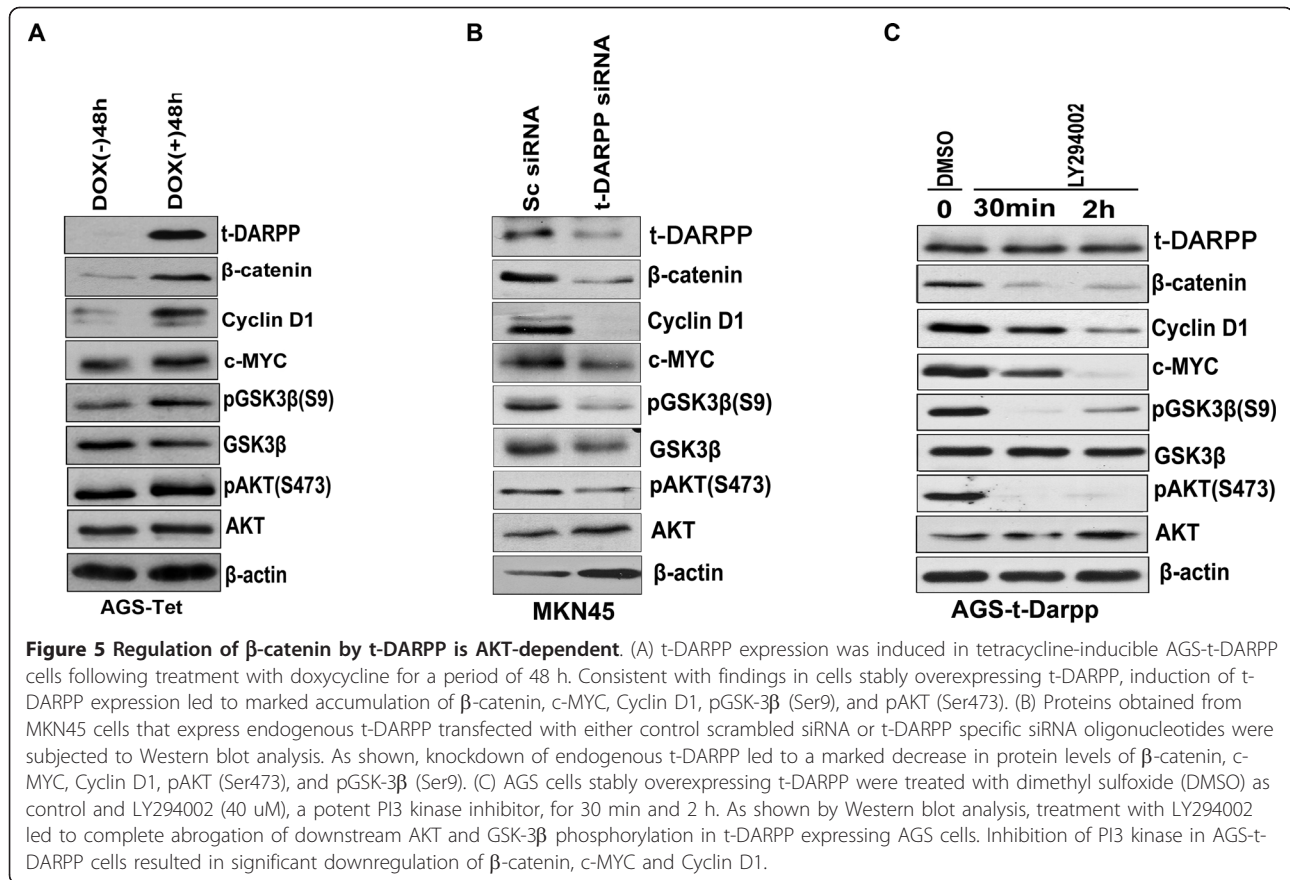 A
DOX(-)48h
DOX(+)48h
t-DARPP
β-catenin
Cyclin D1
c-MYC
pGSK3β(S9)
GSK3β
pAKT(S473)
AKT
β-actin
AGS-Tet
B
Sc siRNA
t-DARPP siRNA
t-DARPP
β-catenin
Cyclin D1
c-MYC
pGSK3β(S9)
GSK3β
pAKT(S473)
AKT
β-actin
MKN45
C
DMSO
LY294002
0 30min 2h
t-DARPP
β-catenin
Cyclin D1
c-MYC
pGSK3β(S9)
GSK3β
pAKT(S473)
AKT
β-actin
AGS-t-Darpp
Figure 5 Regulation of β-catenin by t-DARPP is AKT-dependent. (A) t-DARPP expression was induced in tetracycline-inducible AGS-t-DARPP
cells following treatment with doxycycline for a period of 48 h. Consistent with findings in cells stably overexpressing t-DARPP, induction of t-
DARPP expression led to marked accumulation of β-catenin, c-MYC, Cyclin D1, pGSK-3β (Ser9), and pAKT (Ser473). (B) Proteins obtained from
MKN45 cells that express endogenous t-DARPP transfected with either control scrambled siRNA or t-DARPP specific siRNA oligonucleotides were
subjected to Western blot analysis. As shown, knockdown of endogenous t-DARPP led to a marked decrease in protein levels of β-catenin, c-
MYC, Cyclin D1, pAKT (Ser473), and pGSK-3β (Ser9). (C) AGS cells stably overexpressing t-DARPP were treated with dimethyl sulfoxide (DMSO) as
control and LY294002 (40 uM), a potent PI3 kinase inhibitor, for 30 min and 2 h. As shown by Western blot analysis, treatment with LY294002
led to complete abrogation of downstream AKT and GSK-3β phosphorylation in t-DARPP expressing AGS cells. Inhibition of PI3 kinase in AGS-t-
DARPP cells resulted in significant downregulation of β-catenin, c-MYC and Cyclin D1.